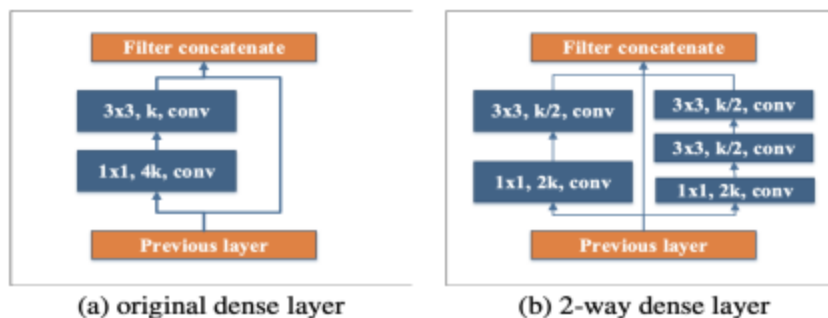 Filter concatenate
3x3, k, conv
1x1, 4k, conv
Previous layer
(a) original dense layer
Filter concatenate
3x3, k/2, conv
1x1, 2k, conv
3x3, k/2, conv
3x3, k/2, conv
1x1, 2k, conv
Previous layer
(b) 2-way dense layer